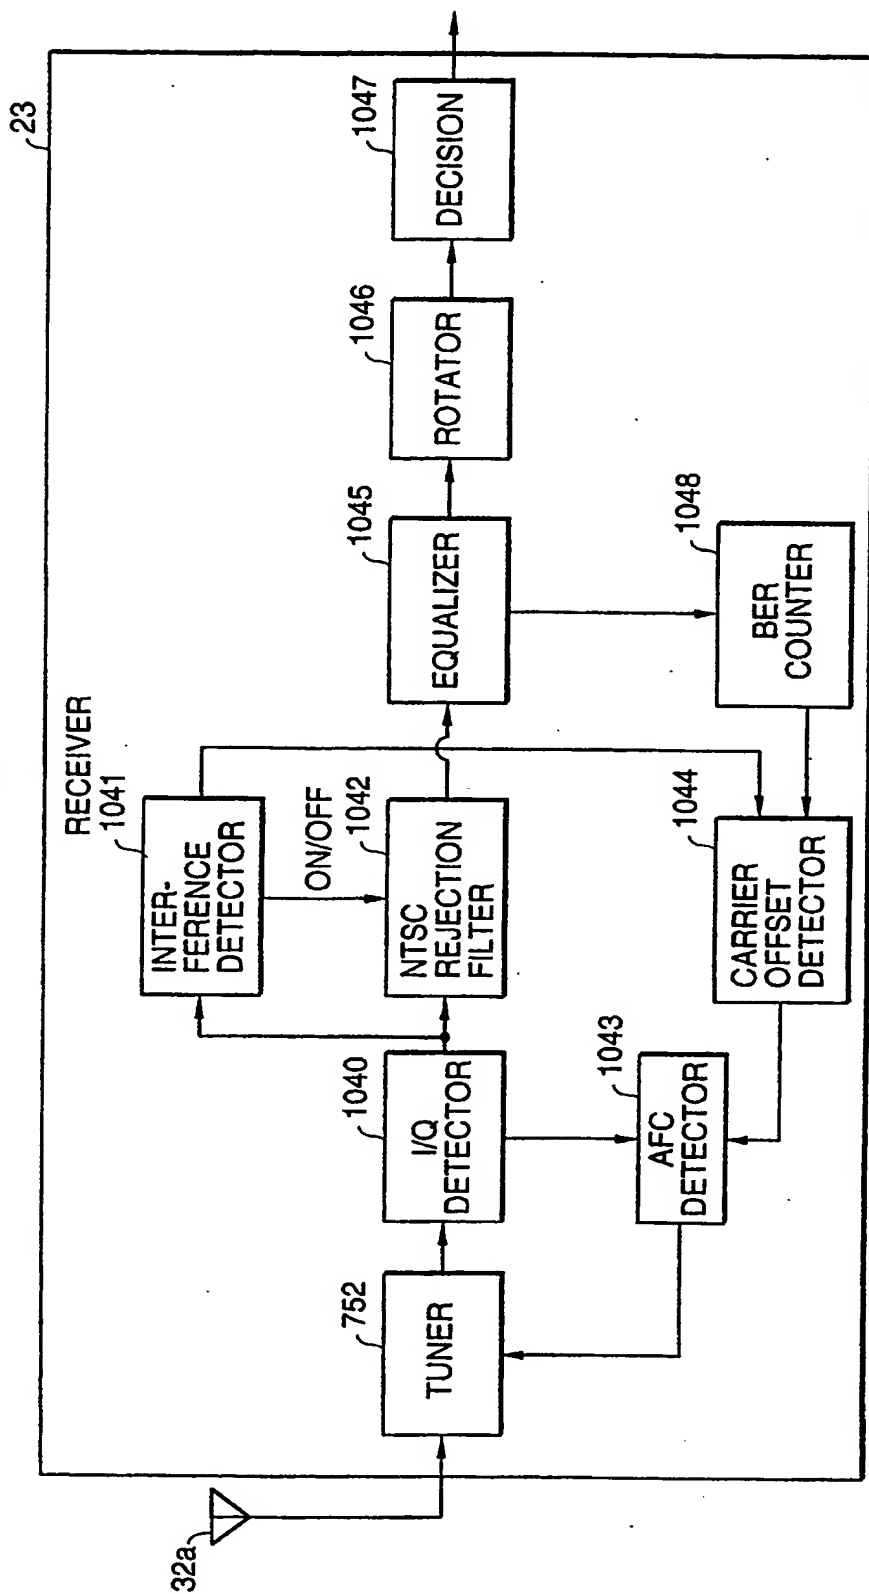 23
RECEIVER
32a
752
TUNER
1040
I/Q
DETECTOR
1041
INTER-
FERENCE
DETECTOR
ON/OFF
1042
NTSC
REJECTION
FILTER
1045
EQUALIZER
1046
ROTATOR
1047
DECISION
1043
AFC
DETECTOR
1044
CARRIER
OFFSET
DETECTOR
1048
BER
COUNTER